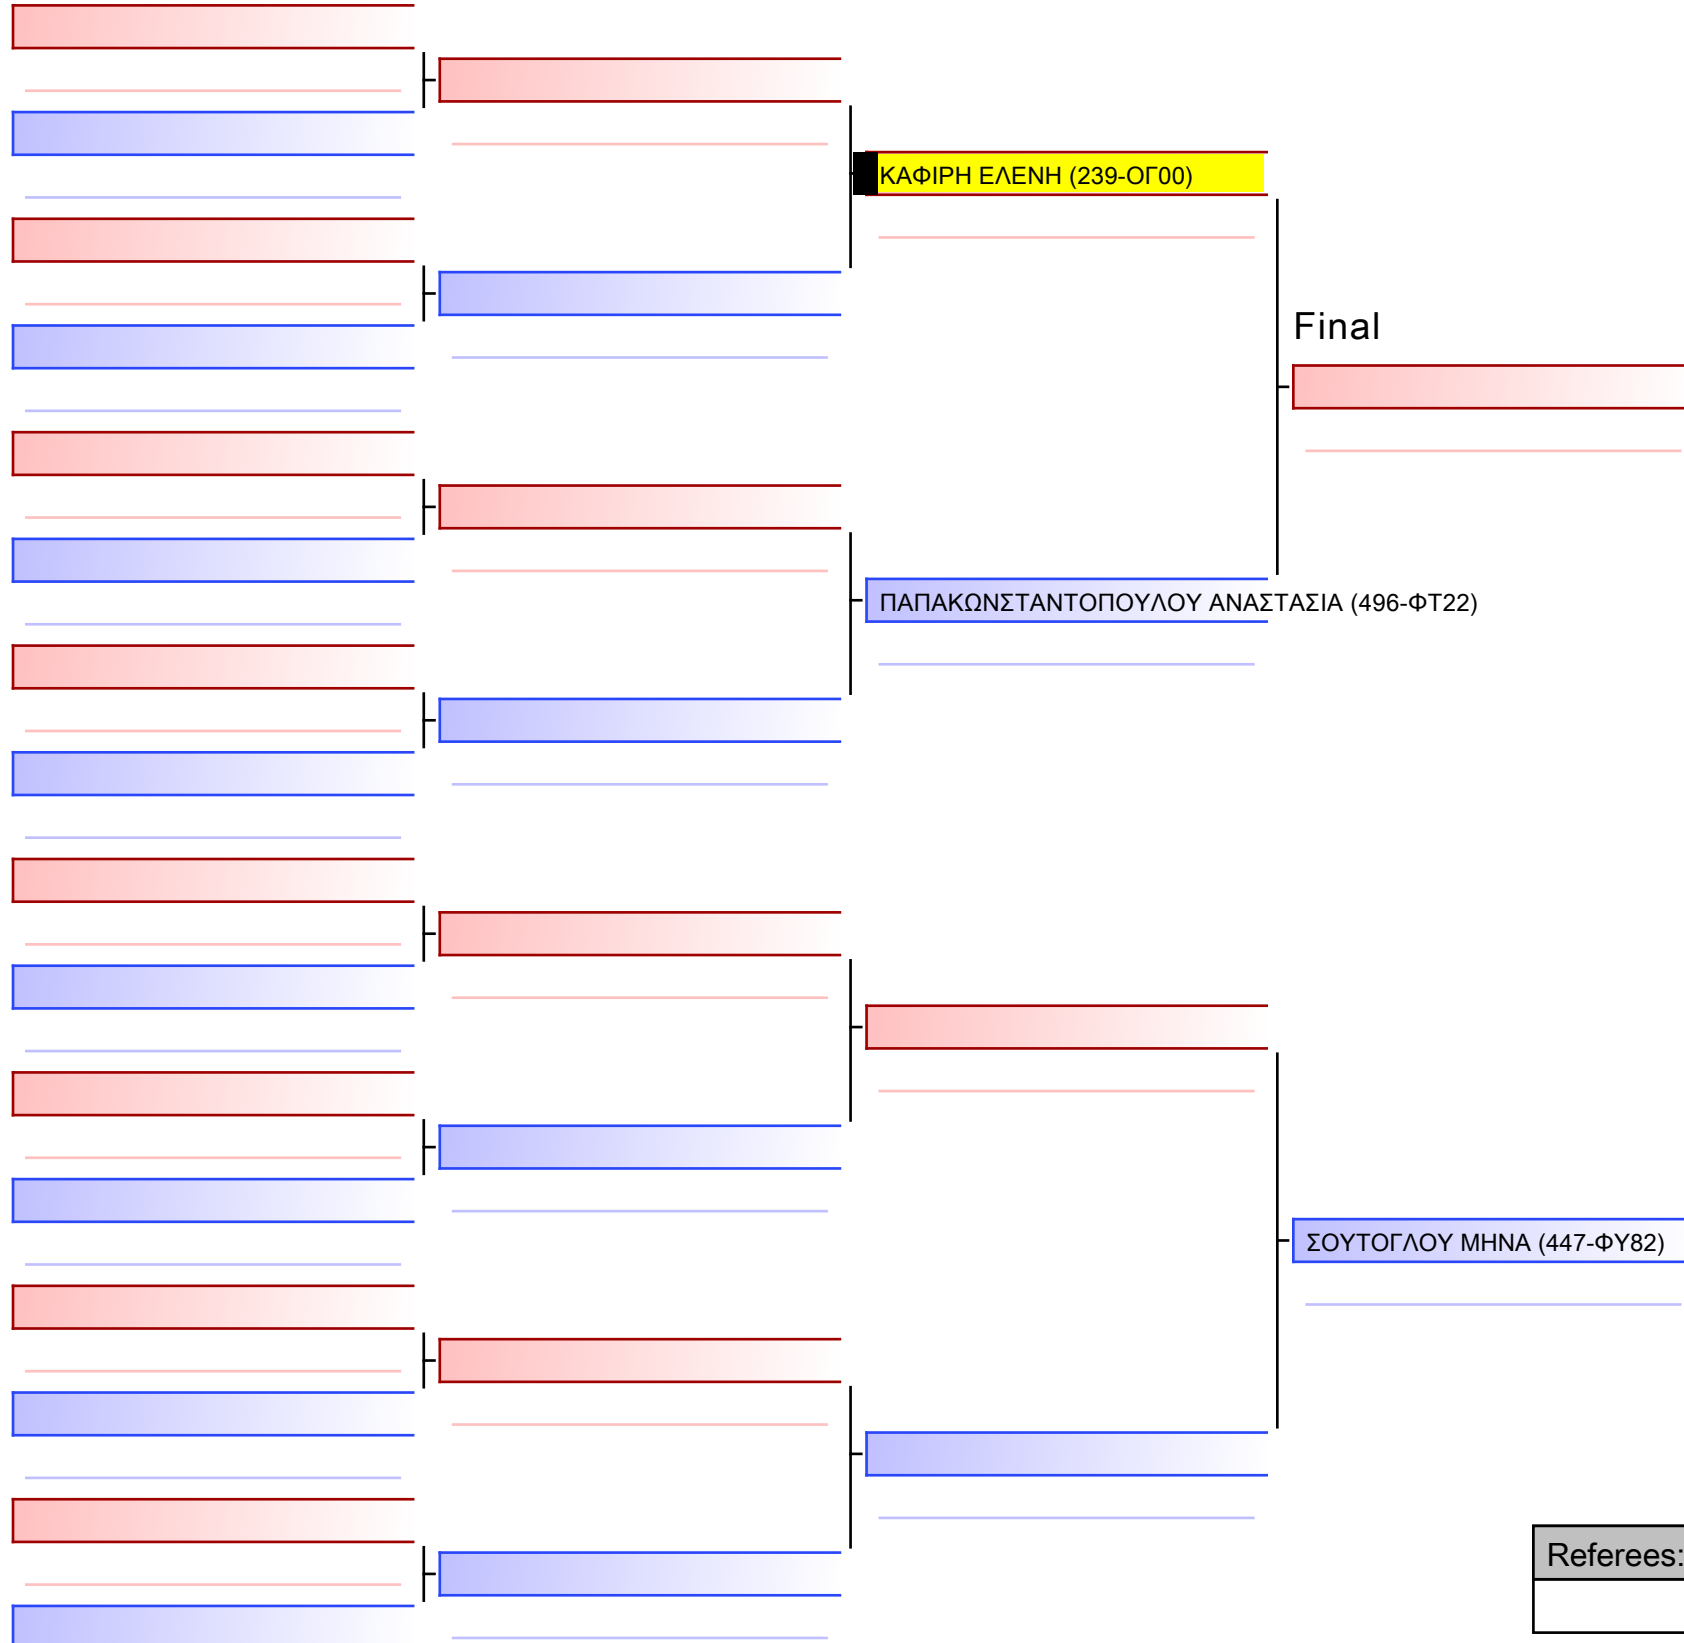 ΚΑΦΙΡΗ ΕΛΕΝΗ (239-ΟΓ00)
Final
ΠΑΠΑΚΩΝΣΤΑΝΤΟΠΟΥΛΟΥ ΑΝΑΣΤΑΣΙΑ (496-ΦΤ22)
ΣΟΥΤΟΓΛΟΥ ΜΗΝΑ (447-ΦΥ82)
Referees: